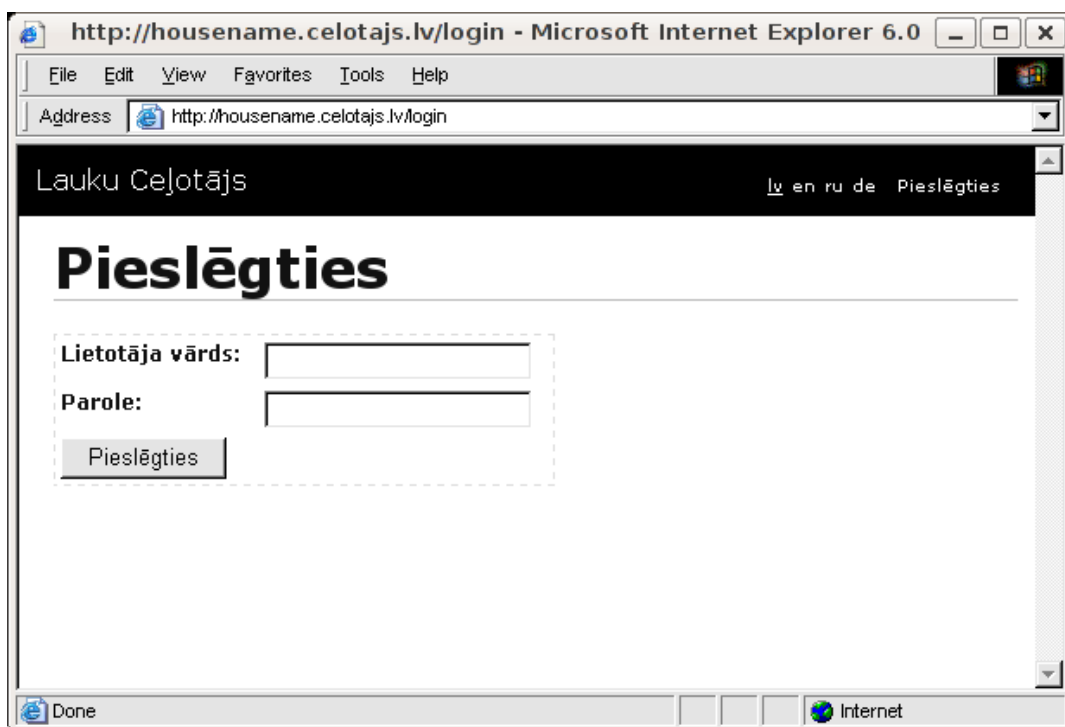 http://housename.celotajs.lv/login - Microsoft Internet Explorer 6.0
File Edit View Favorites Tools Help
Address http://housename.celotajs.lv/login
Lauku Ceļotājs
lv en ru de Pieslēgties
Pieslēgties
Lietotāja vārds:
Parole:
Pieslēgties
Done
Internet